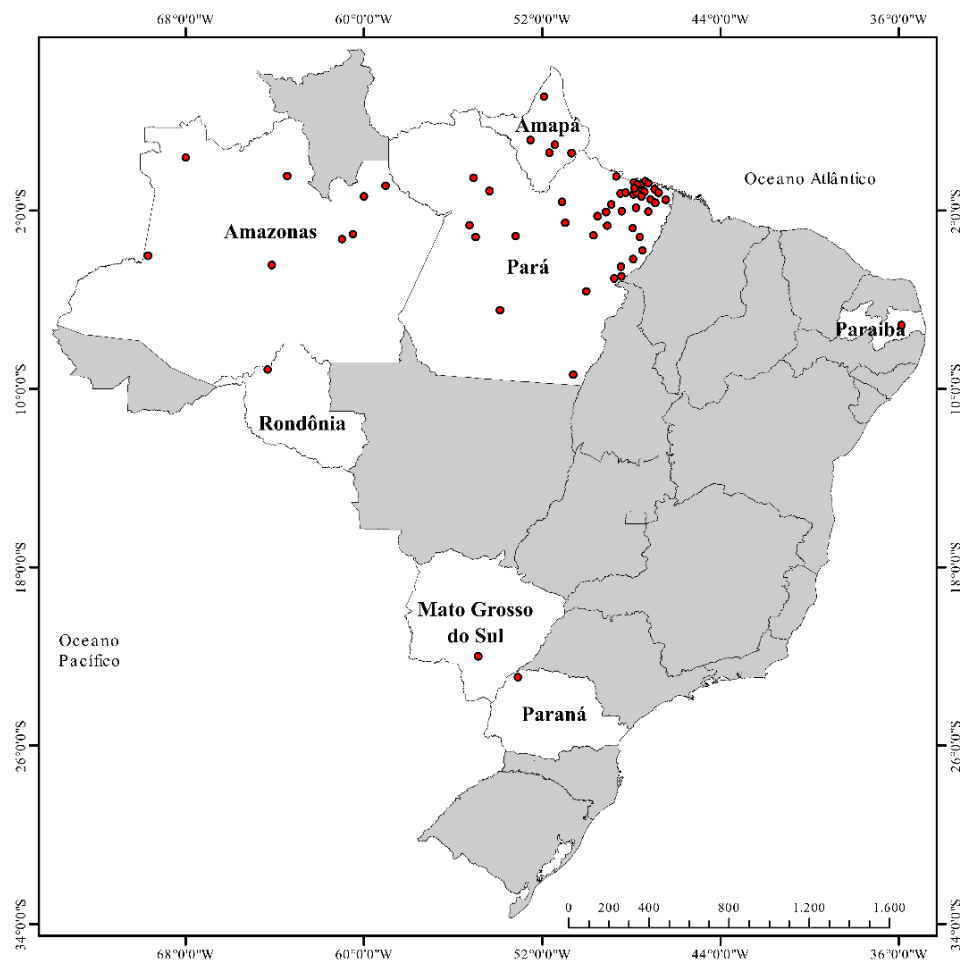 68°0'0"W 60°0'0"W 52°0'0"W 44°0'0"W 36°0'0"W
Amapá
Oceano Atlântico
2°0'0"S 2°0'0"S
Amazonas
Pará
Paraíba
10°0'0"S 10°0'0"S
Rondônia
18°0'0"S 18°0'0"S
Mato Grosso
do Sul
Oceano
Pacífico
Paraná
26°0'0"S 26°0'0"S
0 200 400 800 1.200 1.600
34°0'0"S 34°0'0"S
68°0'0"W 60°0'0"W 52°0'0"W 44°0'0"W 36°0'0"W